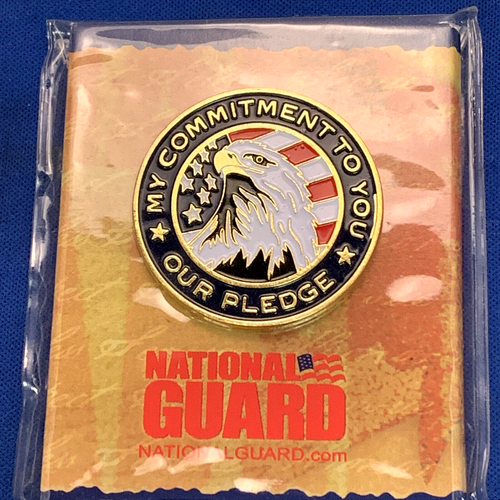 MY COMMITMENT TO YOU
OUR PLEDGE
NATIONAL
GUARD
NATIONALGUARD.com